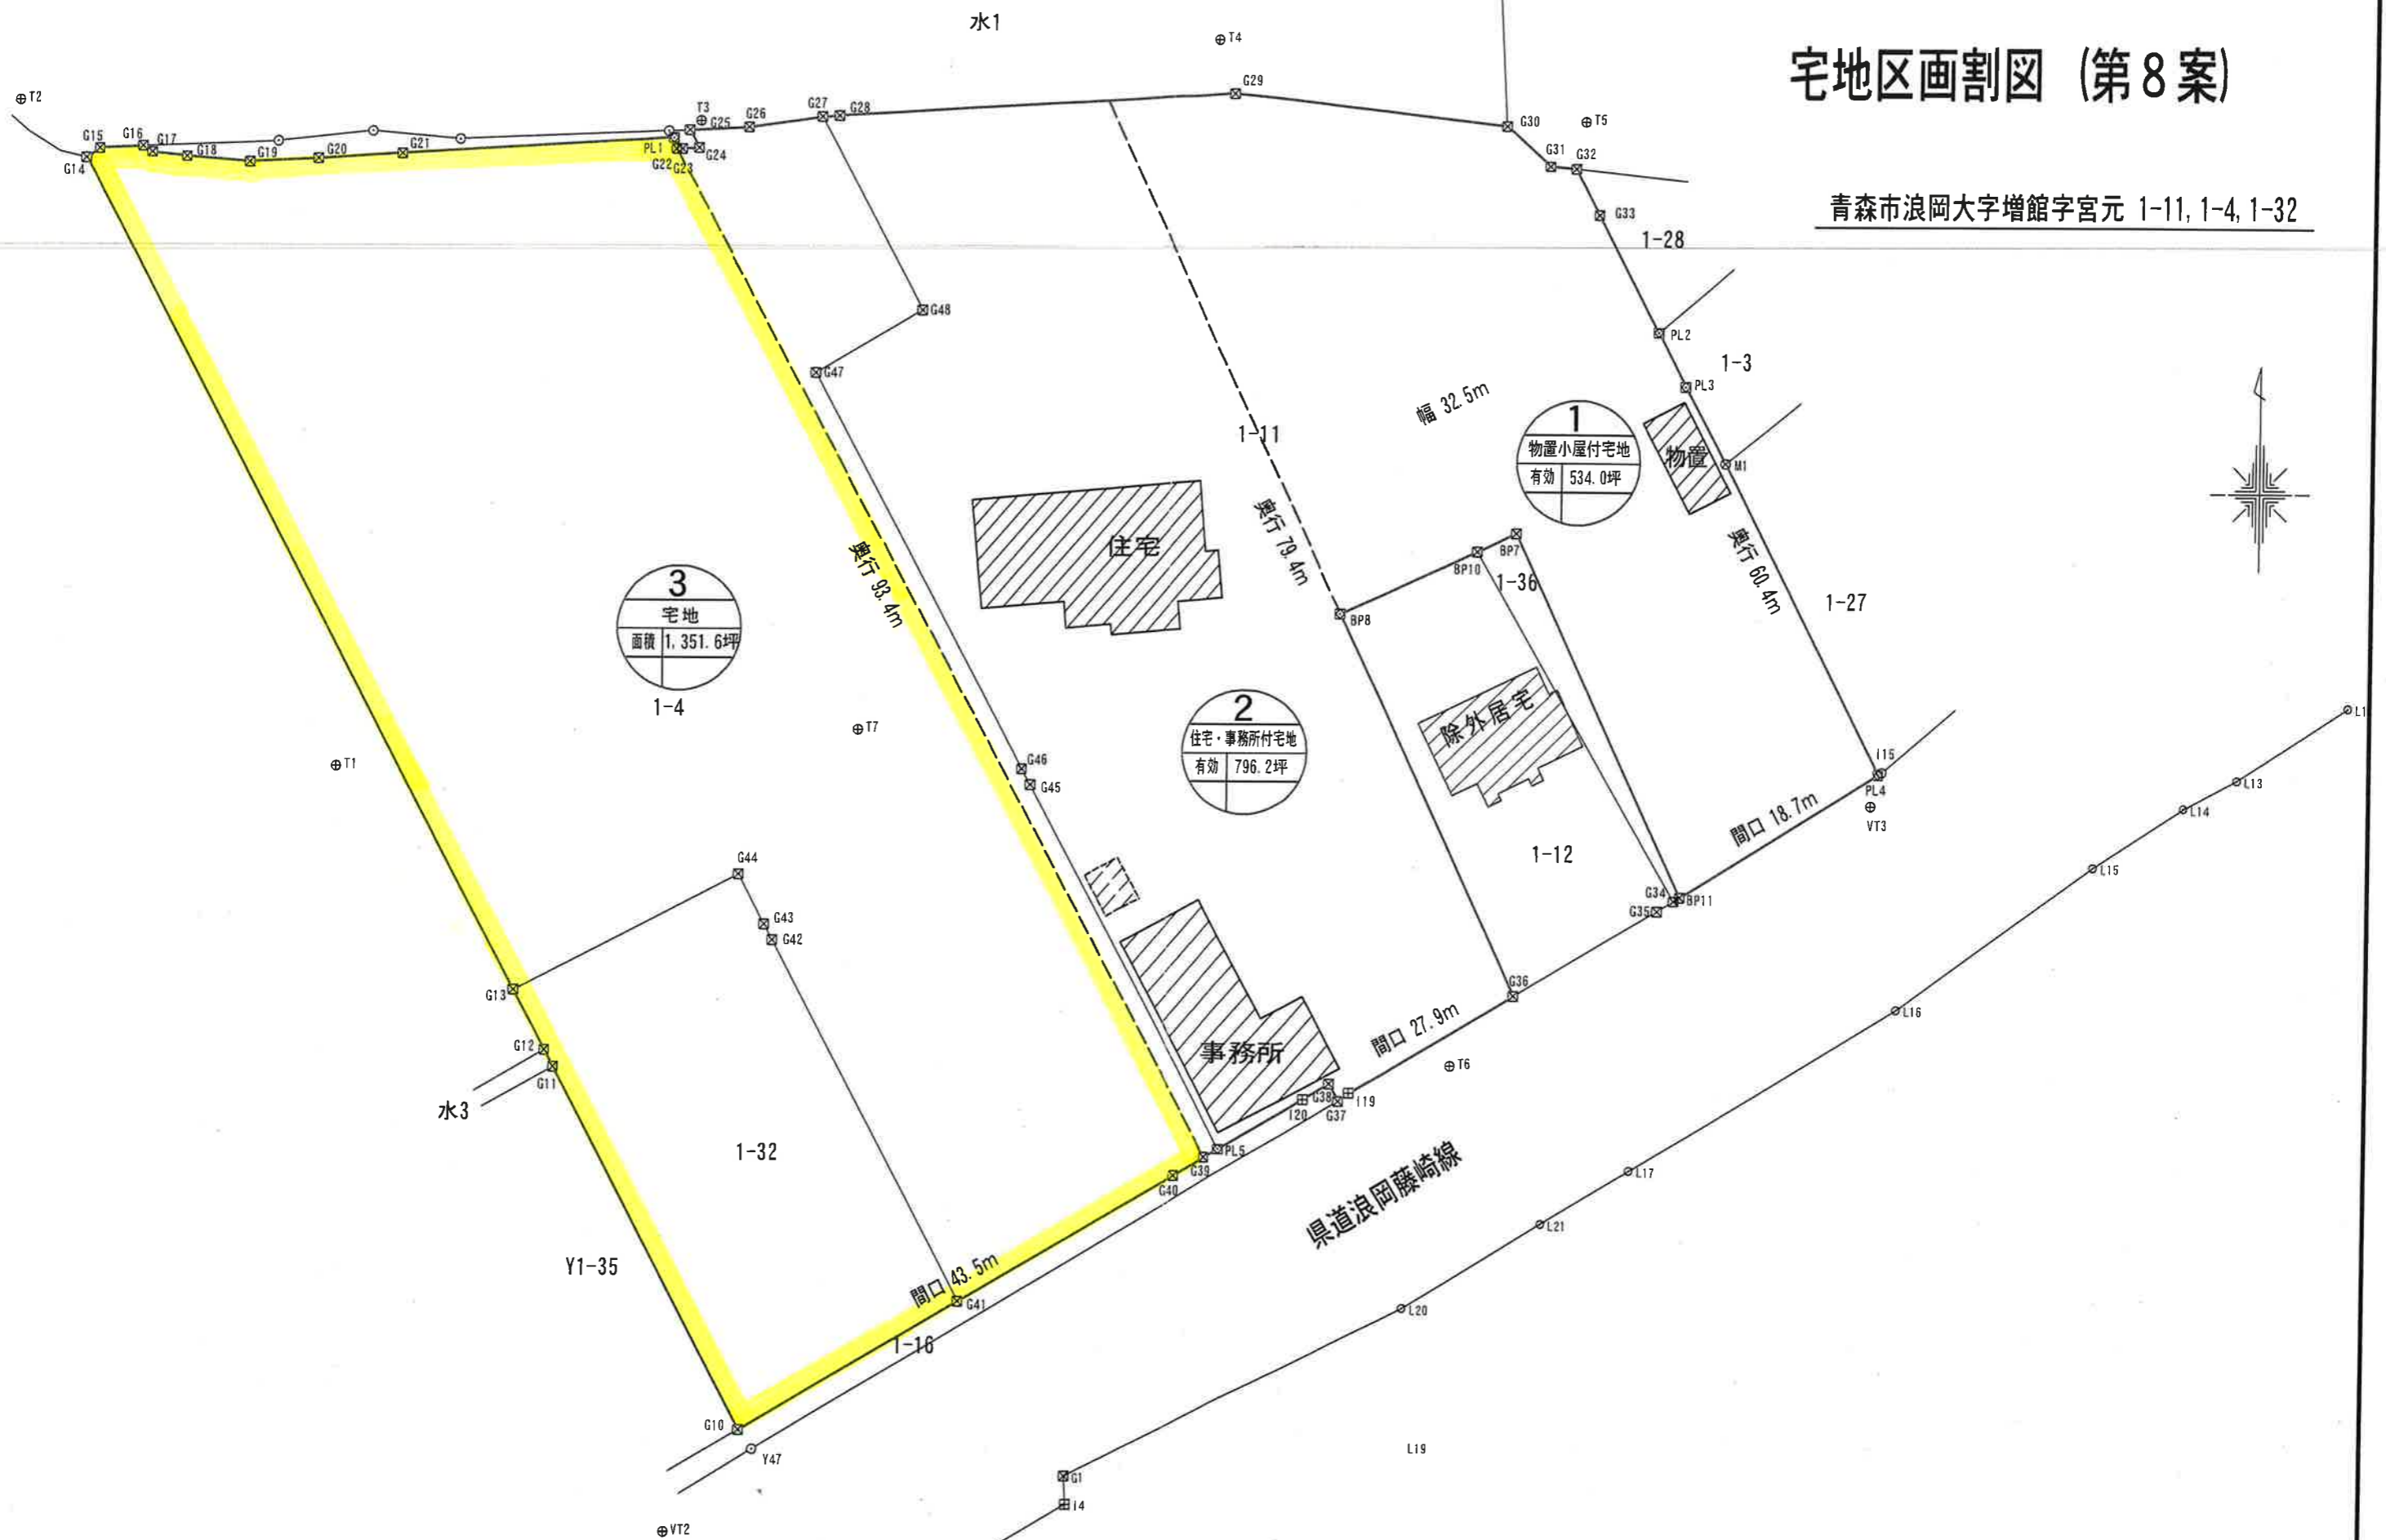 宅地区画割図 (第8案)
青森市浪岡大字増館字宮元 1-11, 1-4, 1-32
水1
T4
T2
G29
T3
G27
G28
G26
G25
G30
T5
G15
G16
G17
G14
G18
G19
G20
G21
PL1
G22
G23
G24
G31
G32
G33
1-28
G48
PL2
G47
1-3
PL3
幅 32.5m
1-11
1
物置小屋付宅地
有効 534.0坪
物置
M1
奥行 93.4m
奥行 79.4m
奥行 60.4m
住宅
BP10
BP7
1-36
3
宅地
面積 1,351.6坪
1-4
BP8
1-27
T7
T1
2
住宅・事務所付宅地
有効 796.2坪
除外居宅
G46
G45
I15
PL4
VT3
L1
L13
L14
L15
間口 18.7m
1-12
G44
G43
G42
G34
BP11
G35
G13
G36
L16
G12
G11
水3
事務所
間口 27.9m
T6
I20
G38
G37
I19
1-32
PL5
G39
G40
県道浪岡藤崎線
L17
L21
Y1-35
間口 43.5m
G41
L20
1-16
G10
Y47
L19
G1
I4
VT2